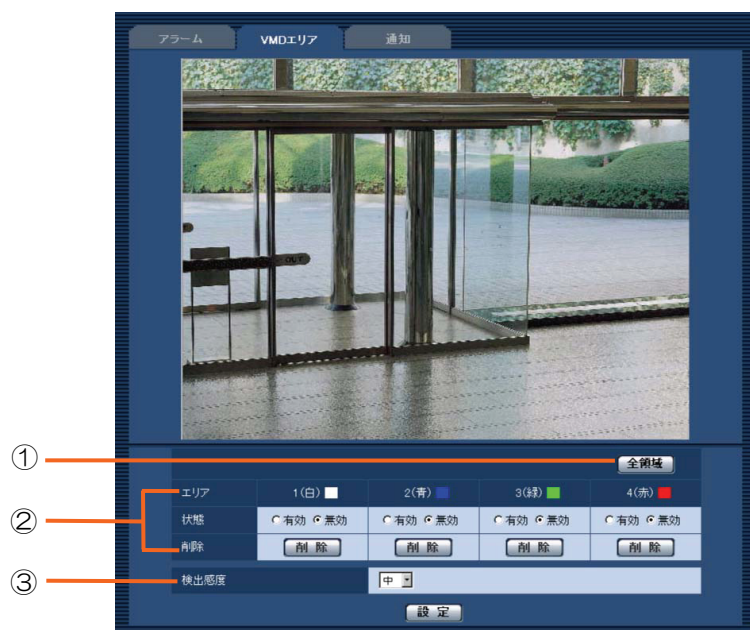 アラーム VMDエリア 通知
OUT
① 全領域
② エリア 1(白) 2(青) 3(緑) 4(赤)
状態 有効 無効 有効 無効 有効 無効 有効 無効
削除 削除 削除 削除 削除
③ 検出感度 中
設定